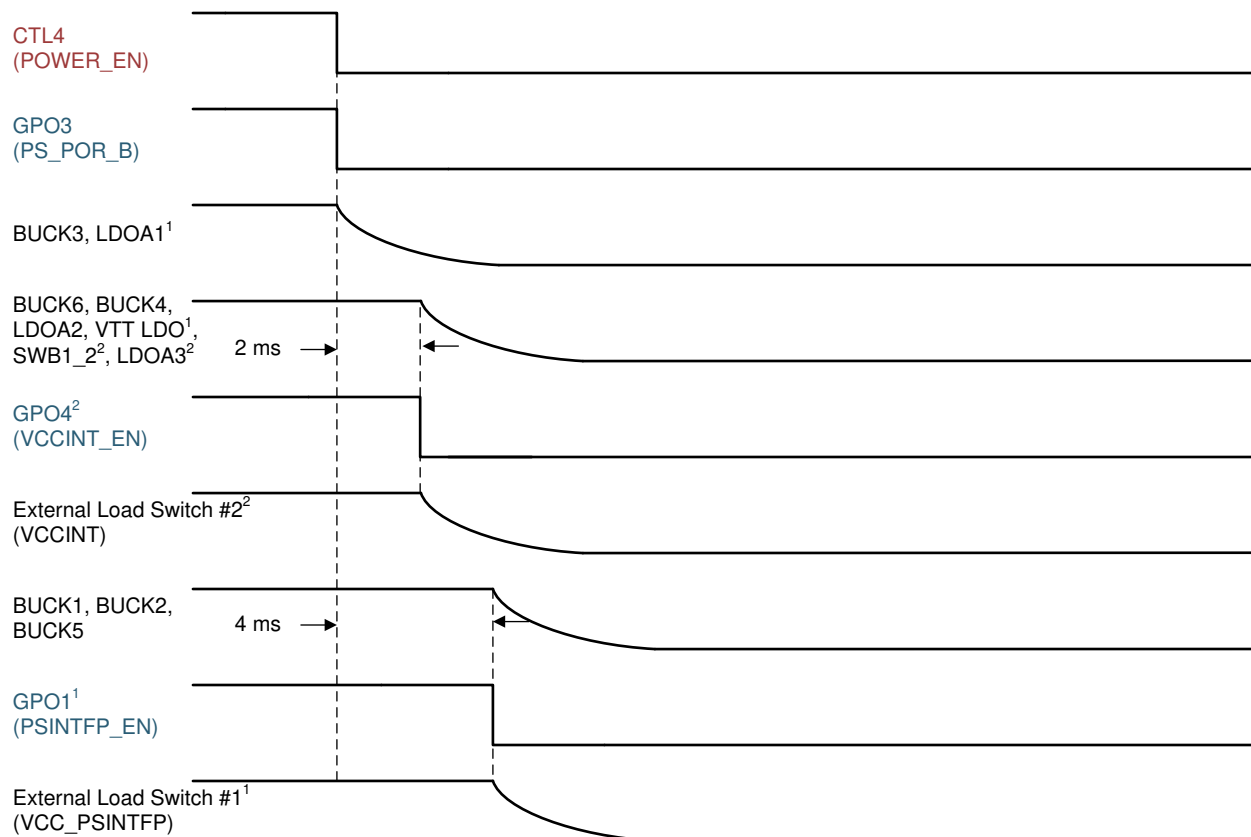 CTL4
(POWER_EN)
GPO3
(PS_POR_B)
BUCK3, LDOA1¹
BUCK6, BUCK4,
LDOA2, VTT LDO¹,
SWB1_2², LDOA3²
2 ms
GPO4²
(VCCINT_EN)
External Load Switch #2²
(VCCINT)
BUCK1, BUCK2,
BUCK5
4 ms
GPO1¹
(PSINTFP_EN)
External Load Switch #1¹
(VCC_PSINTFP)